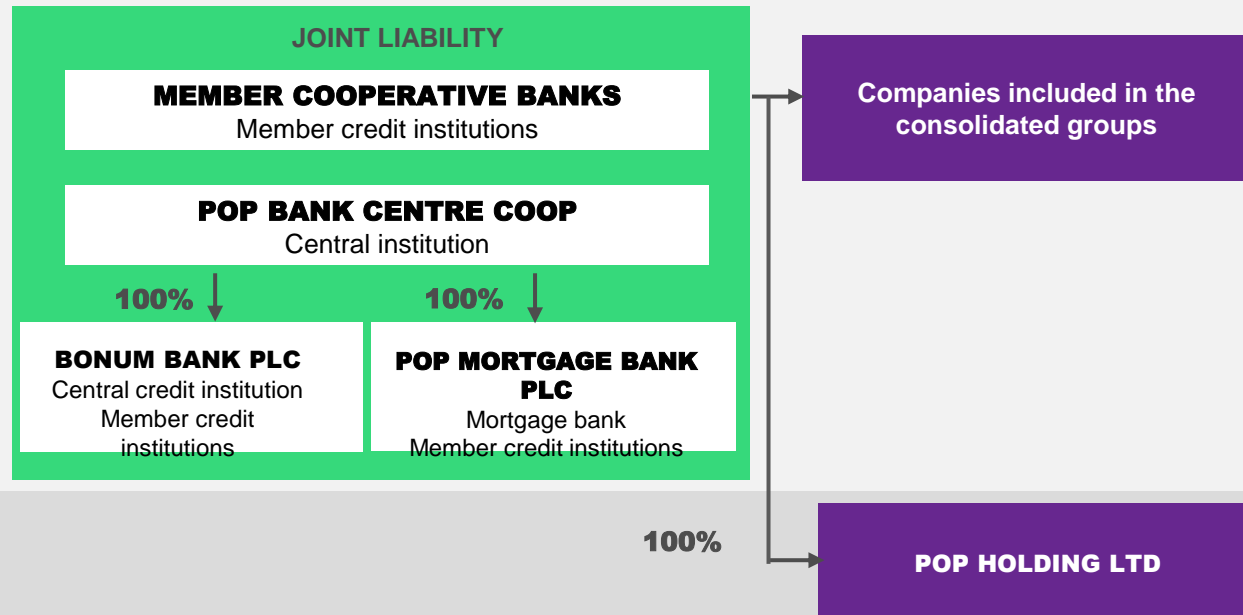 JOINT LIABILITY
MEMBER COOPERATIVE BANKS
Member credit institutions
POP BANK CENTRE COOP
Central institution
100%
100%
BONUM BANK PLC
Central credit institution
Member credit
institutions
POP MORTGAGE BANK
PLC
Mortgage bank
Member credit institutions
Companies included in the
consolidated groups
100%
POP HOLDING LTD